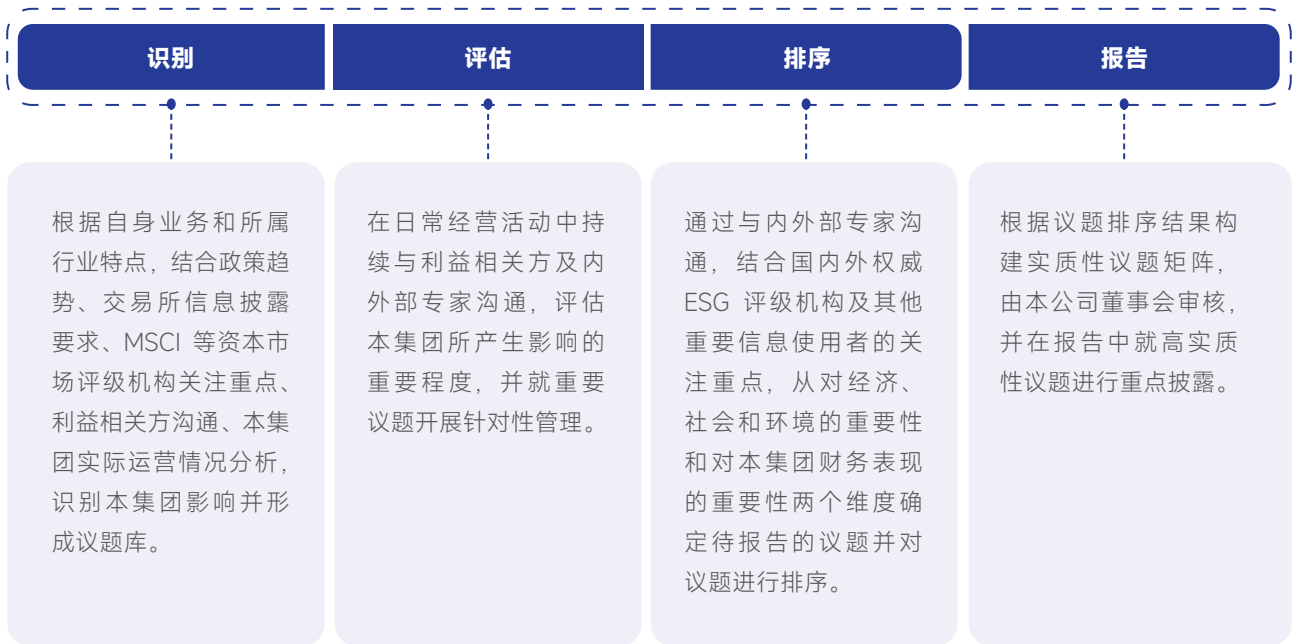 识别
评估
排序
报告
根据自身业务和所属
行业特点，结合政策趋
势、交易所信息披露
要求、MSCI 等资本市
场评级机构关注重点、
利益相关方沟通、本集
团实际运营情况分析，
识别本集团影响并形
成议题库。
在日常经营活动中持
续与利益相关方及内
外部专家沟通，评估
本集团所产生影响的
重要程度，并就重要
议题开展针对性管理。
通过与内外部专家沟
通，结合国内外权威
ESG 评级机构及其他
重要信息使用者的关
注重点，从对经济、
社会和环境的重要性
和对本集团财务表现
的重要性两个维度确
定待报告的议题并对
议题进行排序。
根据议题排序结果构
建实质性议题矩阵，
由本公司董事会审核，
并在报告中就高实质
性议题进行重点披露。